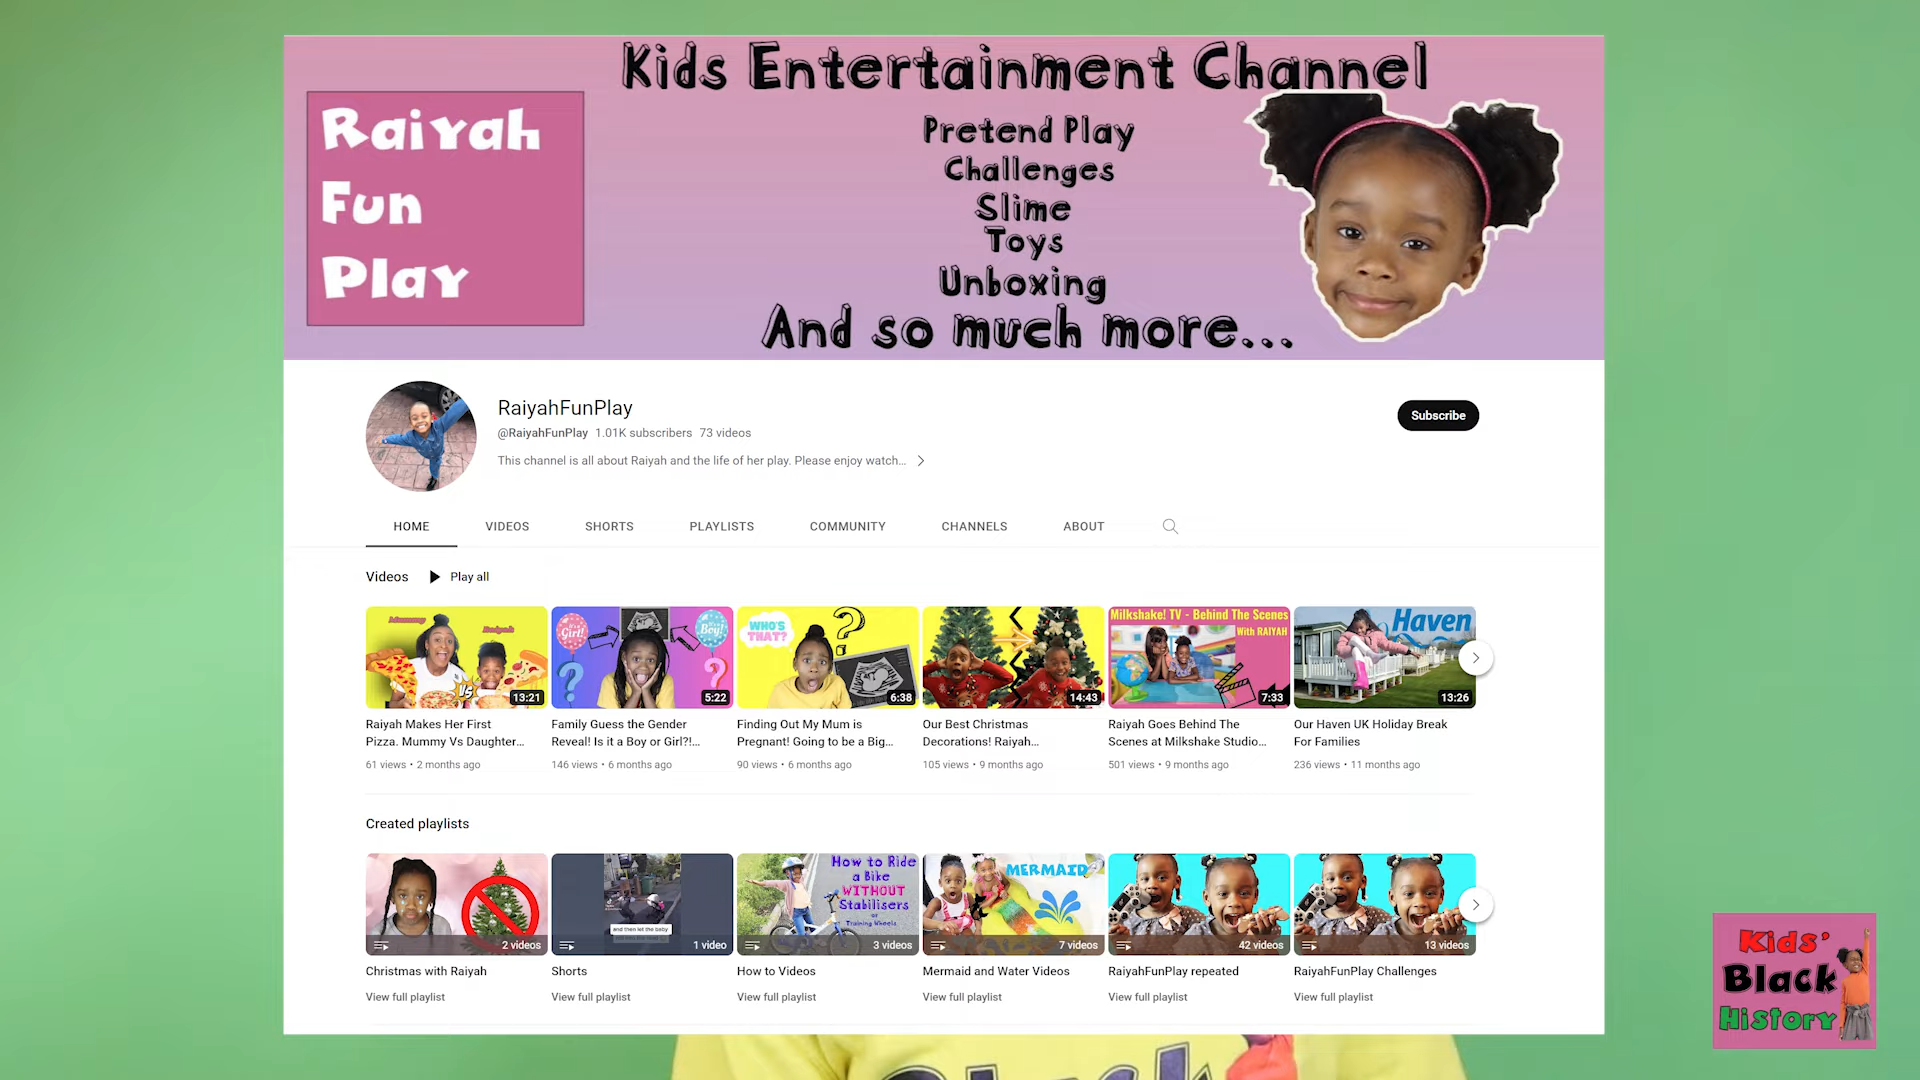 Kids Entertainment Channel
Raiyah
Fun
Play
Pretend Play
Challenges
Slime
Toys
Unboxing
And so much more...
RaiyahFunPlay
@RaiyahFunPlay 1.01K subscribers 73 videos
This channel is all about Raiyah and the life of her play. Please enjoy watch...
Subscribe
HOME VIDEOS SHORTS PLAYLISTS COMMUNITY CHANNELS ABOUT
Videos Play all
Mummy
Raiyah
VS
13:21
It's a Girl!
Boy!
5:22
WHO'S THAT?
6:38
14:43
Milkshake! TV - Behind The Scenes
With RAIYAH
7:33
Haven
13:26
Raiyah Makes Her First
Pizza. Mummy Vs Daughter...
61 views • 2 months ago
Family Guess the Gender
Reveal! Is it a Boy or Girl?!...
146 views • 6 months ago
Finding Out My Mum is
Pregnant! Going to be a Big...
90 views • 6 months ago
Our Best Christmas
Decorations! Raiyah...
105 views • 9 months ago
Raiyah Goes Behind The
Scenes at Milkshake Studio...
501 views • 9 months ago
Our Haven UK Holiday Break
For Families
236 views • 11 months ago
Created playlists
2 videos
and then let the baby
1 video
How to Ride
a Bike
WITHOUT
Stabilisers
or
Training Wheels
3 videos
MERMAID
7 videos
42 videos
13 videos
Christmas with Raiyah
View full playlist
Shorts
View full playlist
How to Videos
View full playlist
Mermaid and Water Videos
View full playlist
RaiyahFunPlay repeated
View full playlist
RaiyahFunPlay Challenges
View full playlist
Kids'
Black
History